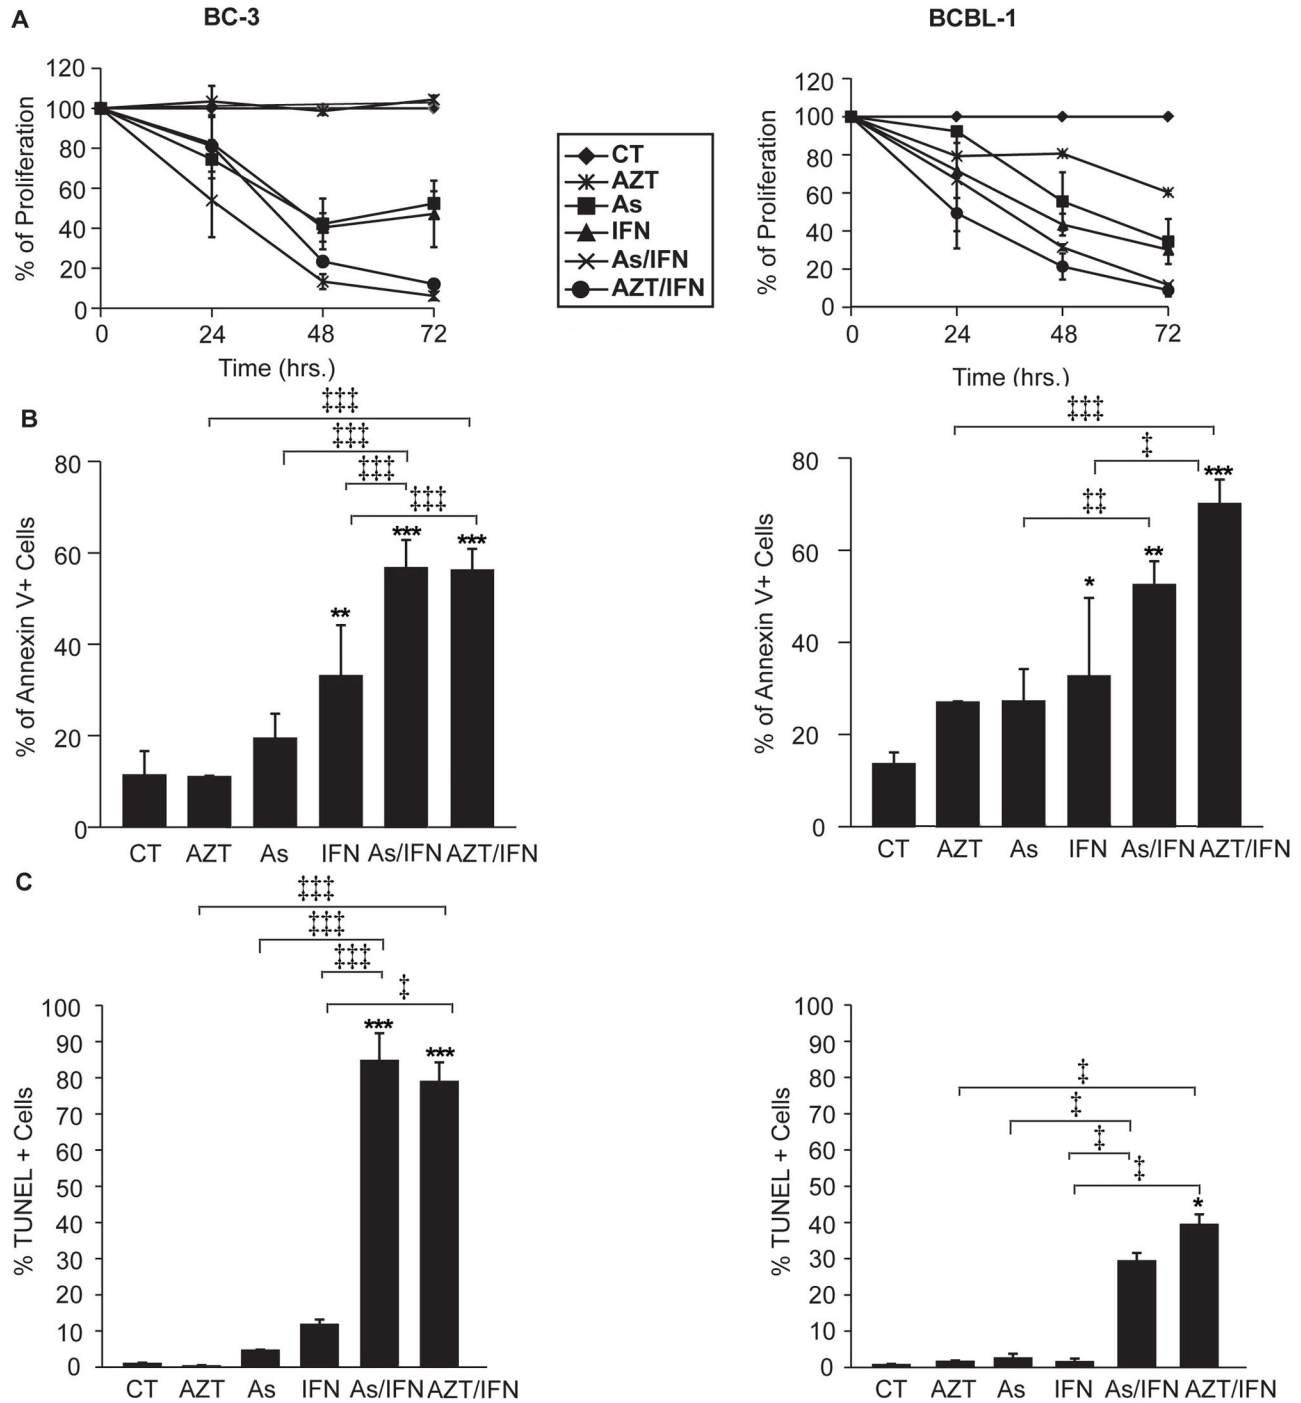 A
BC-3
BCBL-1
120
100
80
60
40
20
0
% of Proliferation
0 24 48 72
Time (hrs.)
CT
AZT
As
IFN
As/IFN
AZT/IFN
120
100
80
60
40
20
0
% of Proliferation
0 24 48 72
Time (hrs.)
B
‡‡‡
‡‡‡
‡‡‡
‡‡‡
*** ***
**
80
60
40
20
0
% of Annexin V+ Cells
CT AZT As IFN As/IFN AZT/IFN
‡‡‡
‡
‡‡
***
**
*
80
60
40
20
0
% of Annexin V+ Cells
CT AZT As IFN As/IFN AZT/IFN
C
‡‡‡
‡‡‡
‡‡‡
‡
***
***
100
90
80
70
60
50
40
30
20
10
0
% TUNEL + Cells
CT AZT As IFN As/IFN AZT/IFN
‡
‡
‡
‡
*
100
90
80
70
60
50
40
30
20
10
0
% TUNEL + Cells
CT AZT As IFN As/IFN AZT/IFN